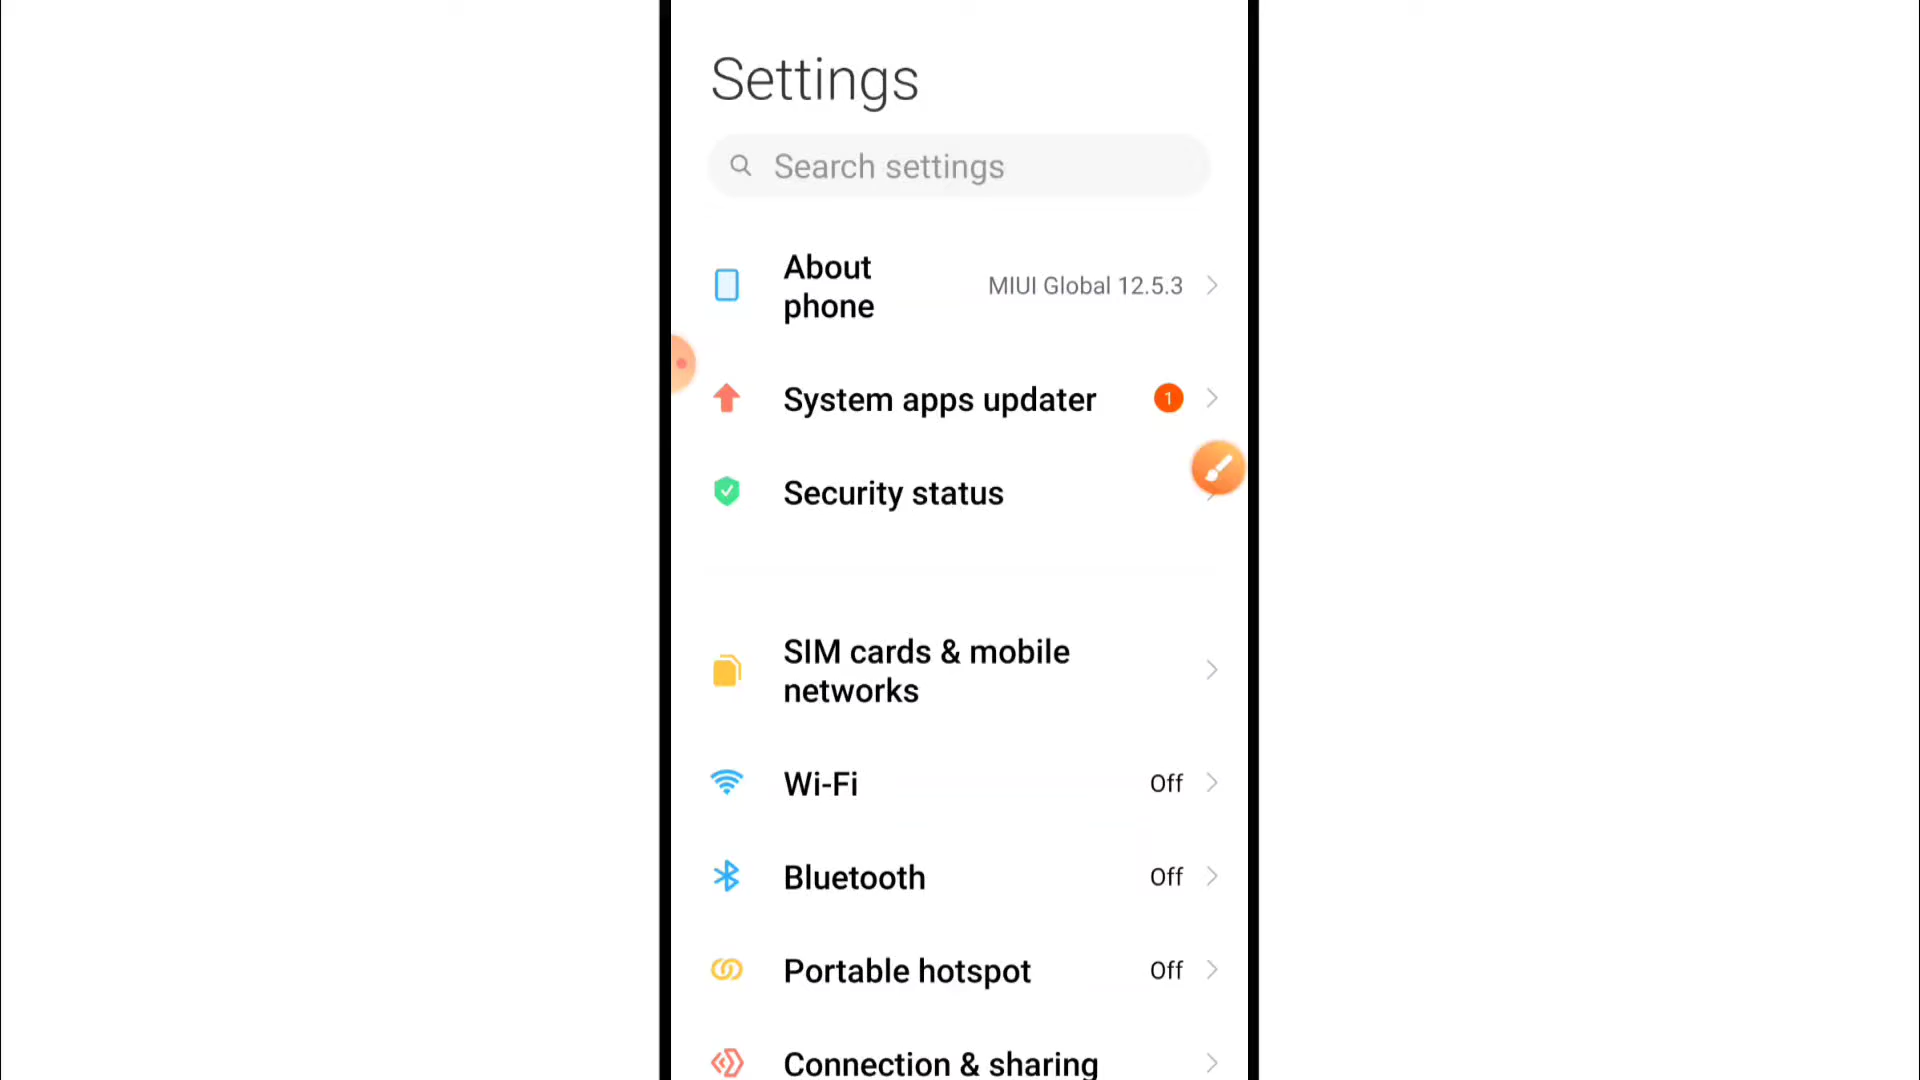 Settings
Search settings
About
phone
MIUI Global 12.5.3
System apps updater
1
Security status
SIM cards & mobile
networks
Wi-Fi
Off
Bluetooth
Off
Portable hotspot
Off
Connection & sharing